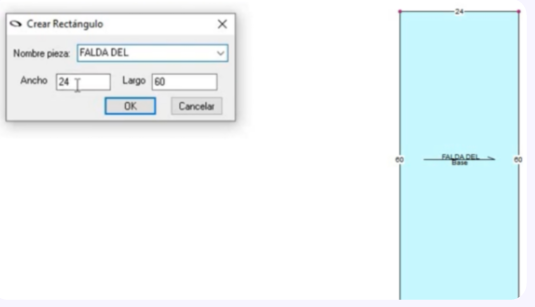 Crear Rectángulo
Nombre pieza: FALDA DEL
Ancho 24 Largo 60
OK Cancelar
24
60 FALDA DEL 60
Base